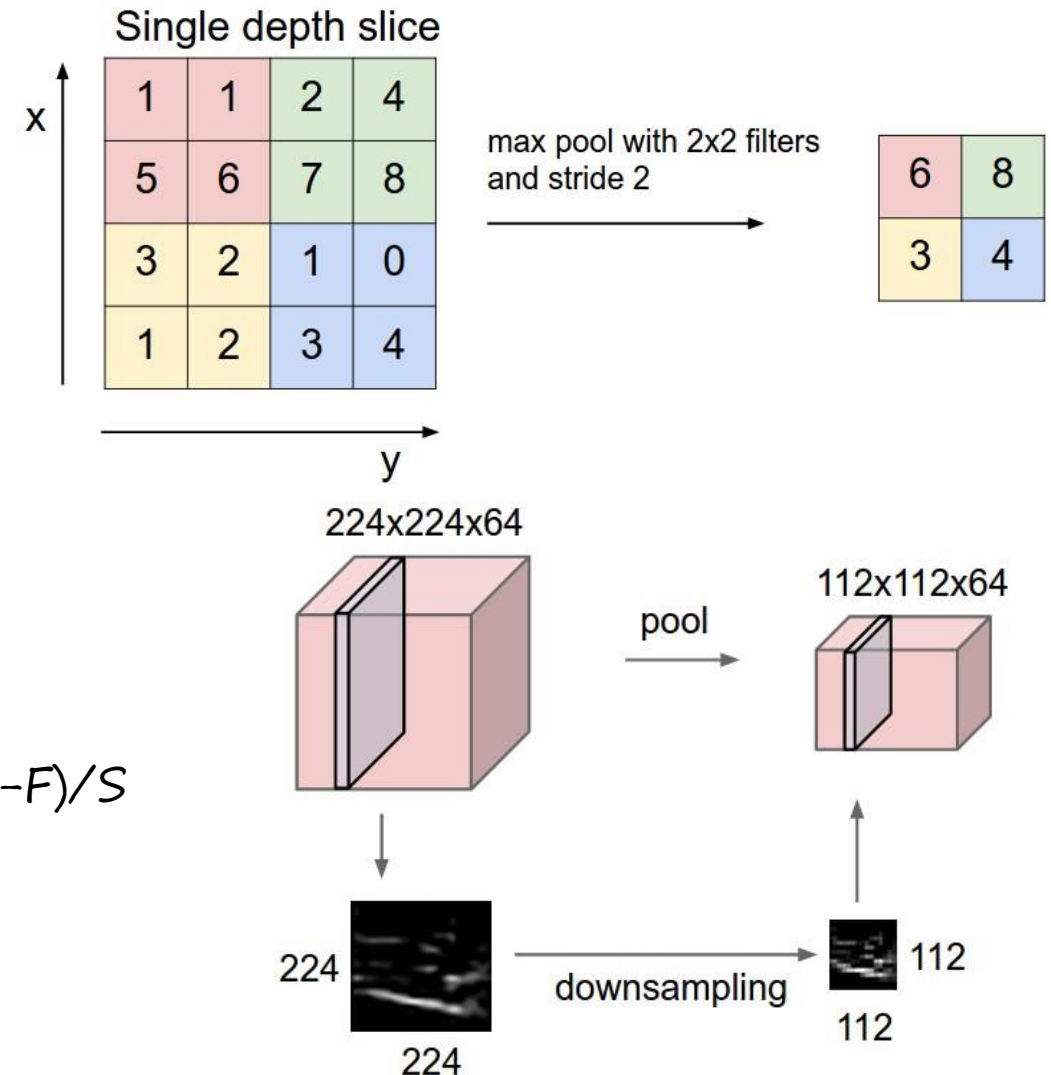 Single depth slice
x
1 1 2 4
5 6 7 8
3 2 1 0
1 2 3 4
y
max pool with 2x2 filters
and stride 2
6 8
3 4
224x224x64
pool
112x112x64
-F)/S
224
224
downsampling
112
112